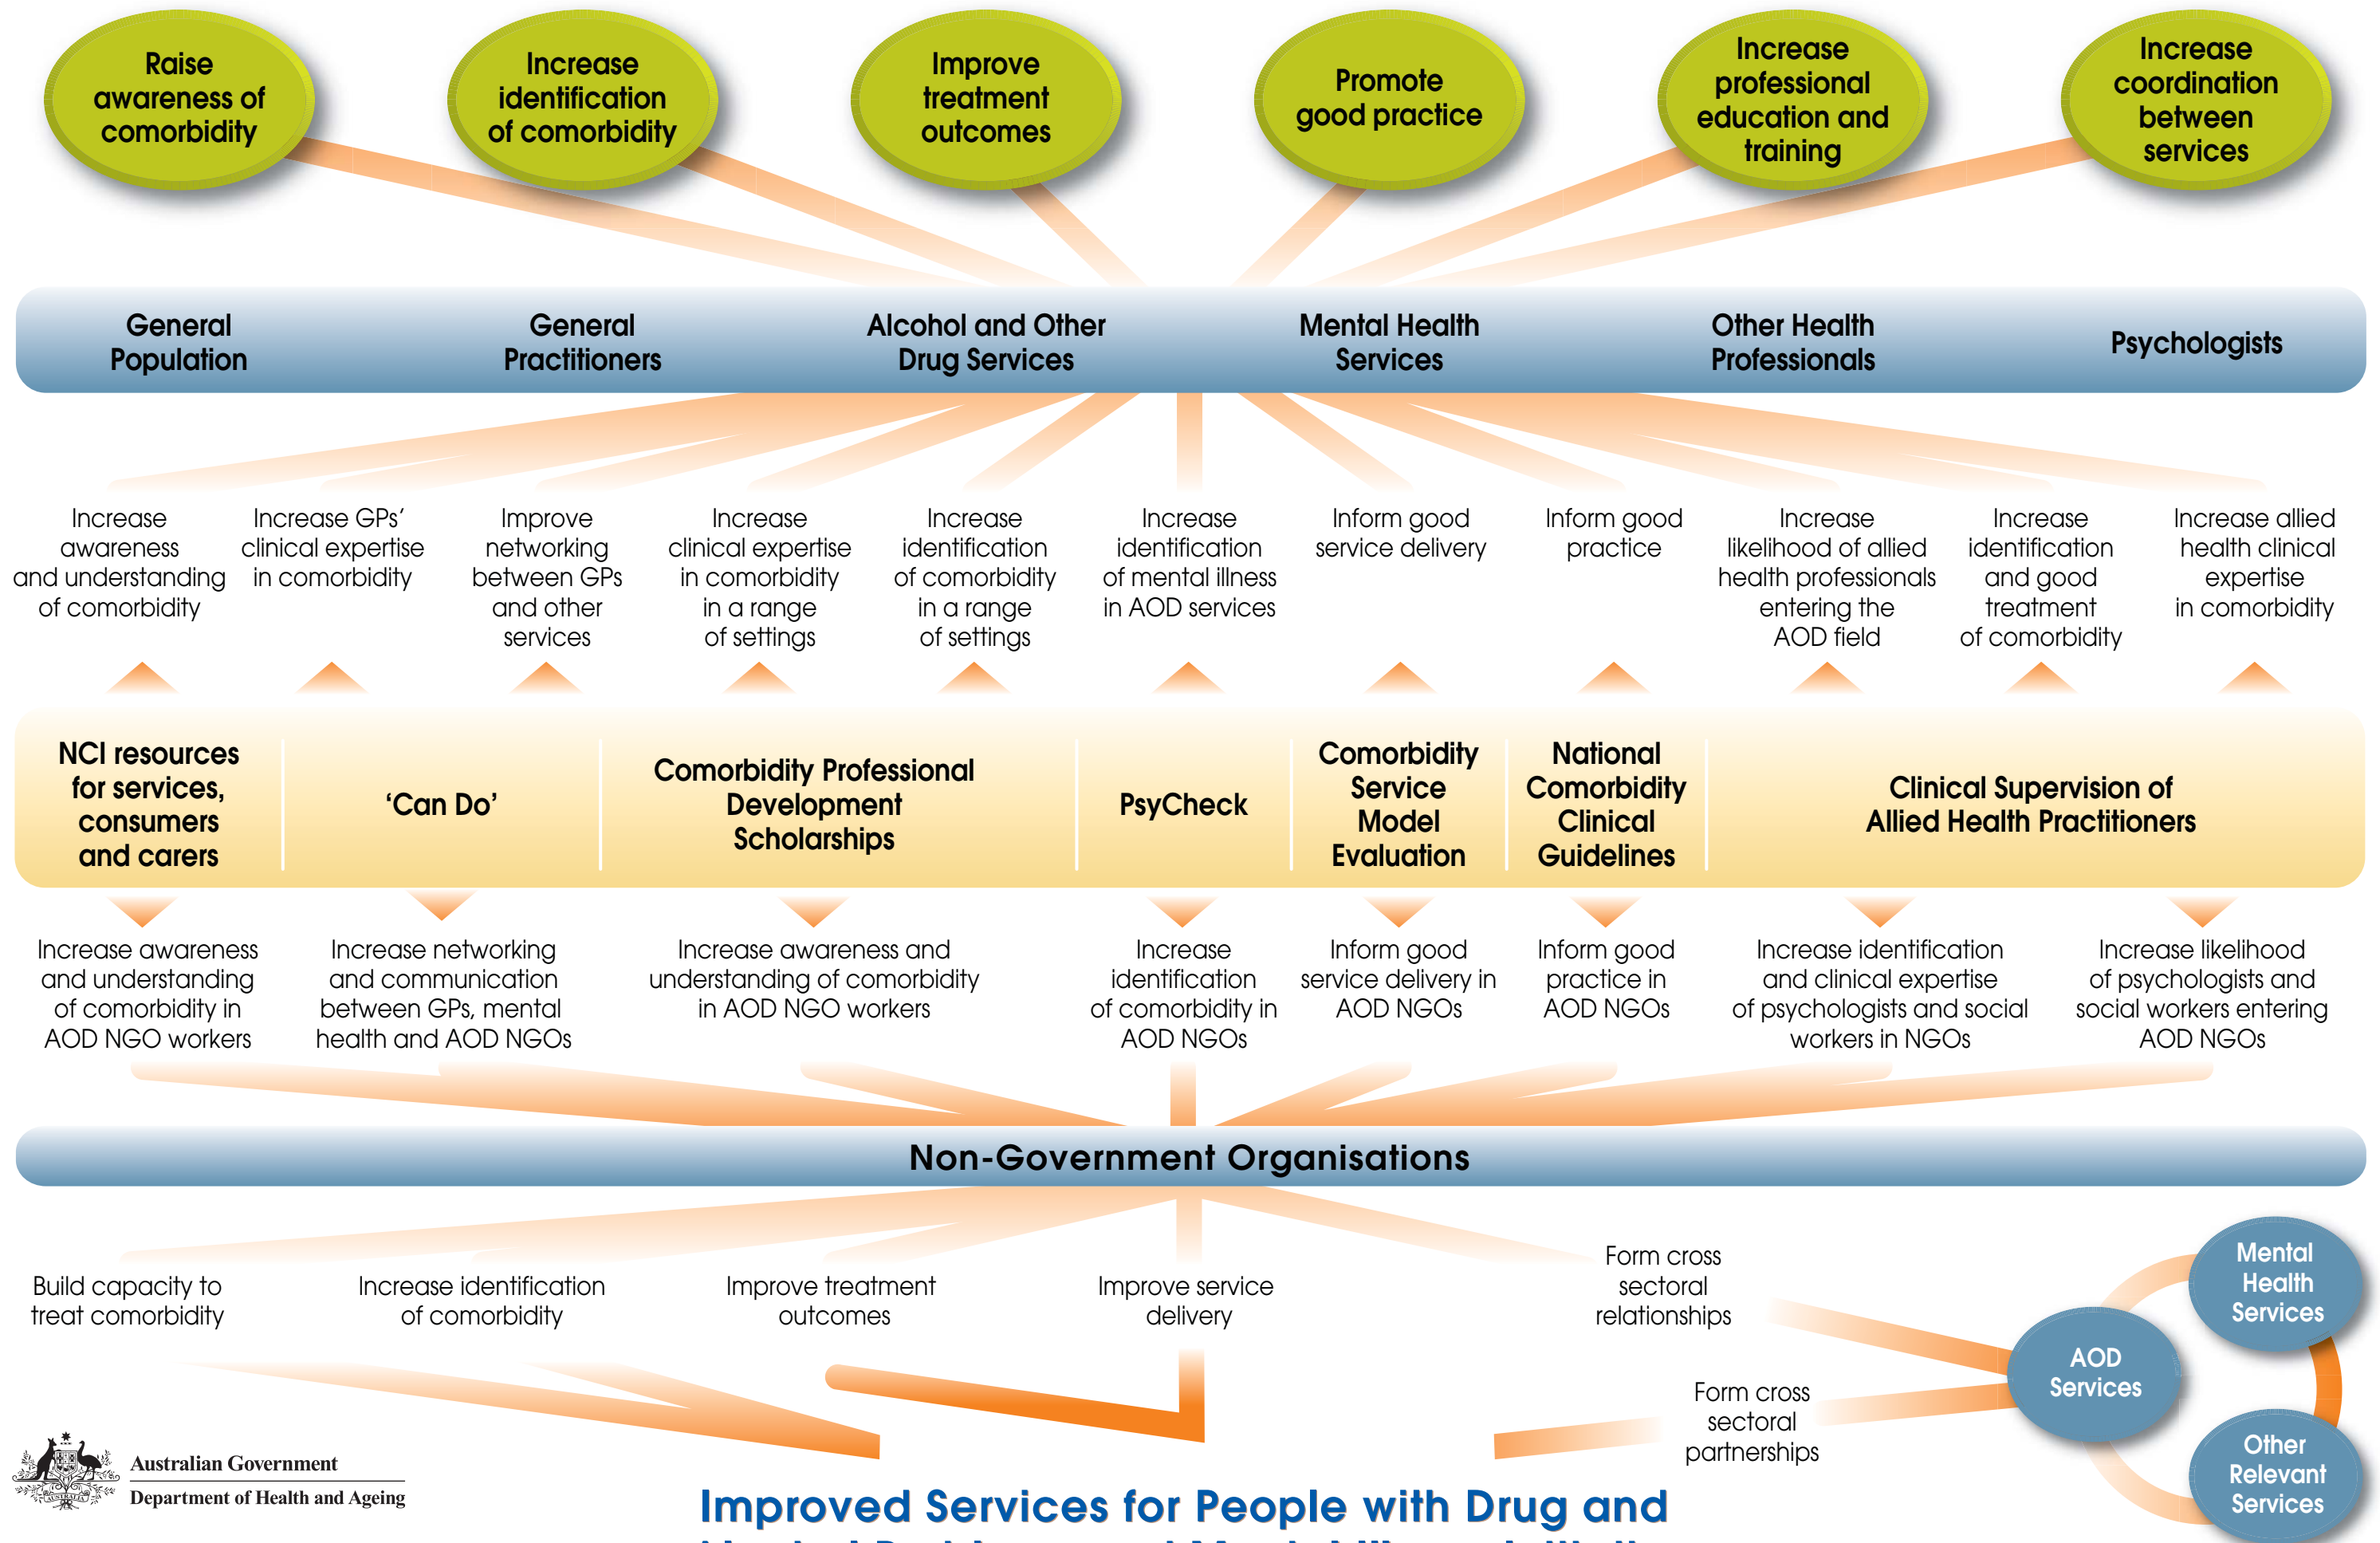 Raise
awareness of
comorbidity
Increase
identification
of comorbidity
Improve
treatment
outcomes
Promote
good practice
Increase
professional
education and
training
Increase
coordination
between
services
General
Population
General
Practitioners
Alcohol and Other
Drug Services
Mental Health
Services
Other Health
Professionals
Psychologists
Increase
awareness
and understanding
of comorbidity
Increase GPs’
clinical expertise
in comorbidity
Improve
networking
between GPs
and other
services
Increase
clinical expertise
in comorbidity
in a range
of settings
Increase
identification
of comorbidity
in a range
of settings
Increase
identification
of mental illness
in AOD services
Inform good
service delivery
Inform good
practice
Increase
likelihood of allied
health professionals
entering the
AOD field
Increase
identification
and good
treatment
of comorbidity
Increase allied
health clinical
expertise
in comorbidity
NCI resources
for services,
consumers
and carers
‘Can Do’
Comorbidity Professional
Development
Scholarships
PsyCheck
Comorbidity
Service
Model
Evaluation
National
Comorbidity
Clinical
Guidelines
Clinical Supervision of
Allied Health Practitioners
Increase awareness
and understanding
of comorbidity in
AOD NGO workers
Increase networking
and communication
between GPs, mental
health and AOD NGOs
Increase awareness and
understanding of comorbidity
in AOD NGO workers
Increase
identification
of comorbidity in
AOD NGOs
Inform good
service delivery in
AOD NGOs
Inform good
practice in
AOD NGOs
Increase identification
and clinical expertise
of psychologists and social
workers in NGOs
Increase likelihood
of psychologists and
social workers entering
AOD NGOs
Non-Government Organisations
Build capacity to
treat comorbidity
Increase identification
of comorbidity
Improve treatment
outcomes
Improve service
delivery
Form cross
sectoral
relationships
Form cross
sectoral
partnerships
Mental
Health
Services
AOD
Services
Other
Relevant
Services
AUSTRALIA
Australian Government
Department of Health and Ageing
Improved Services for People with Drug and